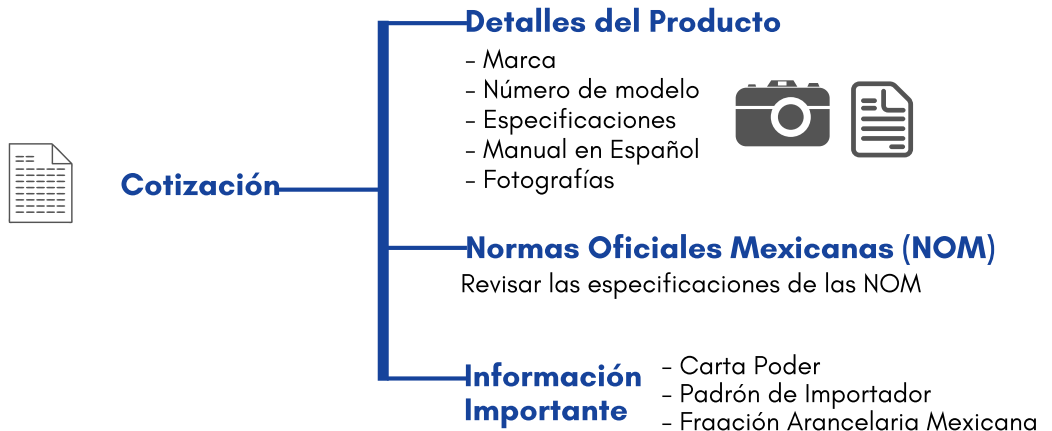 Cotización
Detalles del Producto
- Marca
- Número de modelo
- Especificaciones
- Manual en Español
- Fotografías
Normas Oficiales Mexicanas (NOM)
Revisar las especificaciones de las NOM
Información
Importante
- Carta Poder
- Padrón de Importador
- Fraación Arancelaria Mexicana